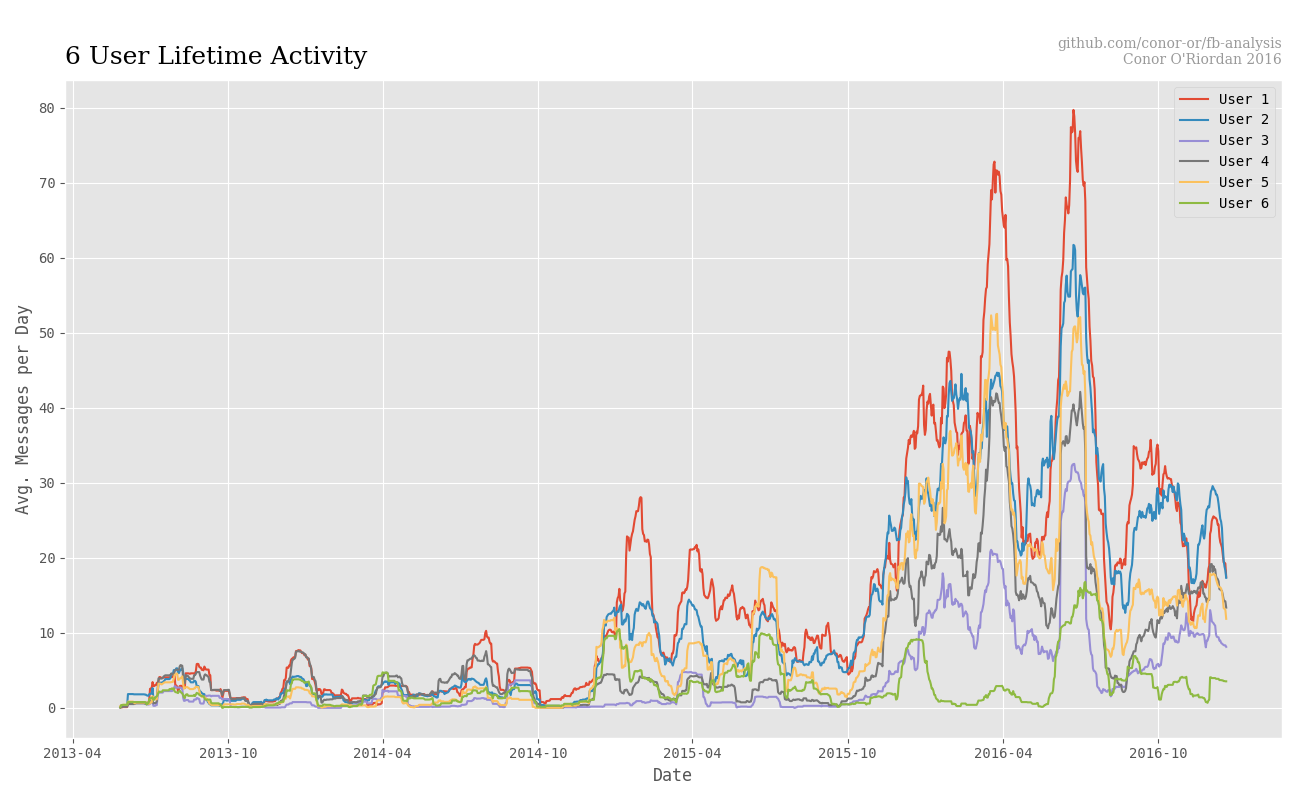 6 User Lifetime Activity
github.com/conor-or/fb-analysis
Conor O'Riordan 2016
User 1
User 2
User 3
User 4
User 5
User 6
80
70
60
50
40
30
20
10
0
Avg. Messages per Day
2013-04
2013-10
2014-04
2014-10
2015-04
2015-10
2016-04
2016-10
Date